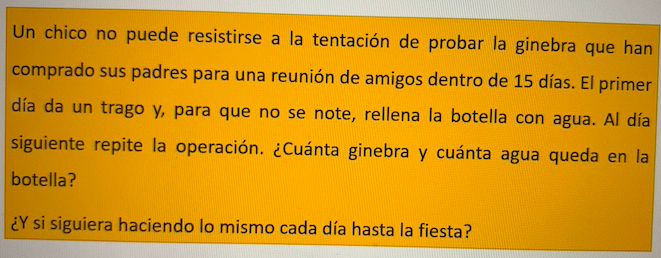 Un chico no puede resistirse a la tentación de probar la ginebra que han
comprado sus padres para una reunión de amigos dentro de 15 días. El primer
día da un trago y, para que no se note, rellena la botella con agua. Al día
siguiente repite la operación. ¿Cuánta ginebra y cuánta agua queda en la
botella?
¿Y si siguiera haciendo lo mismo cada día hasta la fiesta?